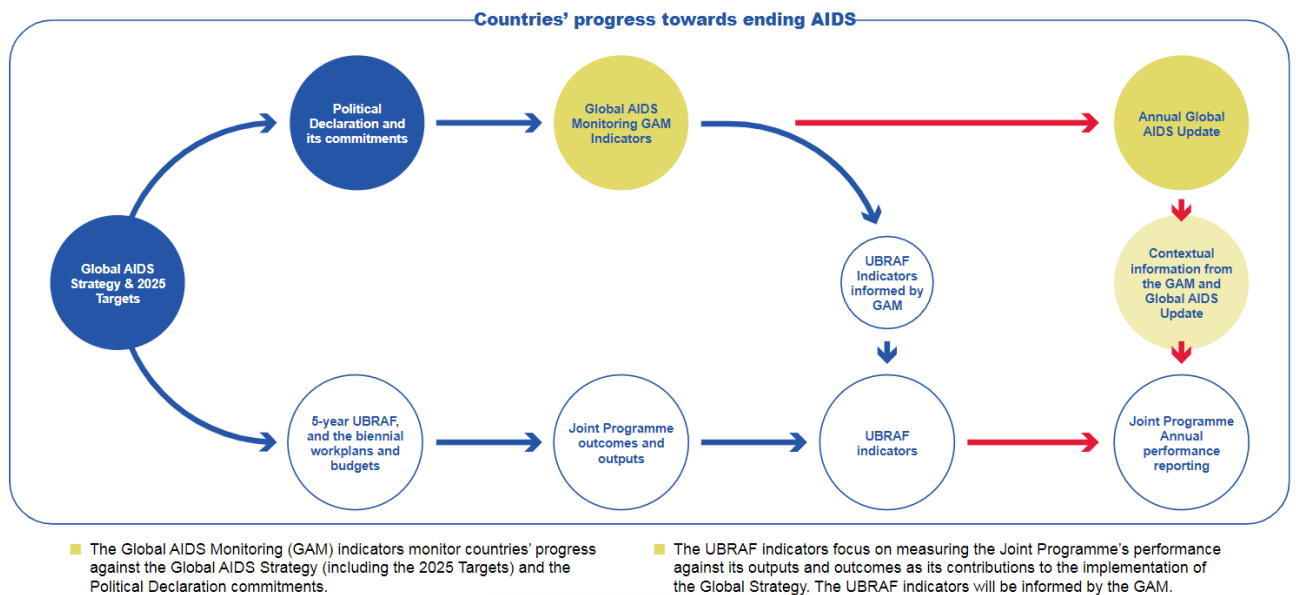 Countries’ progress towards ending AIDS
Political
Declaration and
its commitments
Global AIDS
Monitoring GAM
Indicators
Annual Global
AIDS Update
Global AIDS
Strategy & 2025
Targets
UBRAF
Indicators
informed by
GAM
Contextual
information from
the GAM and
Global AIDS
Update
5-year UBRAF,
and the biennial
workplans and
budgets
Joint Programme
outcomes and
outputs
UBRAF
indicators
Joint Programme
Annual
performance
reporting
The Global AIDS Monitoring (GAM) indicators monitor countries’ progress
against the Global AIDS Strategy (including the 2025 Targets) and the
Political Declaration commitments.
The UBRAF indicators focus on measuring the Joint Programme’s performance
against its outputs and outcomes as its contributions to the implementation of
the Global Strategy. The UBRAF indicators will be informed by the GAM.